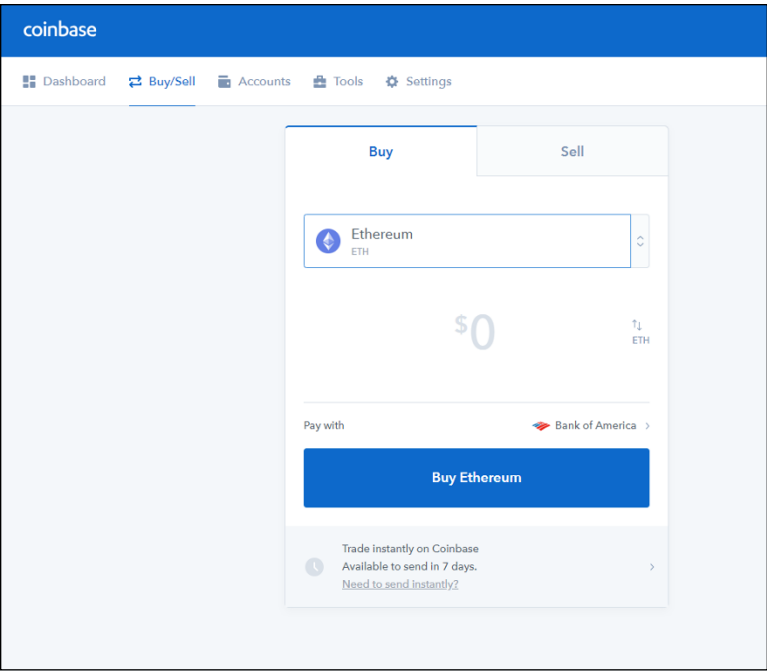 coinbase
Dashboard Buy/Sell Accounts Tools Settings
Buy Sell
Ethereum
ETH
$0
ETH
Pay with Bank of America
Buy Ethereum
Trade instantly on Coinbase
Available to send in 7 days.
Need to send instantly?